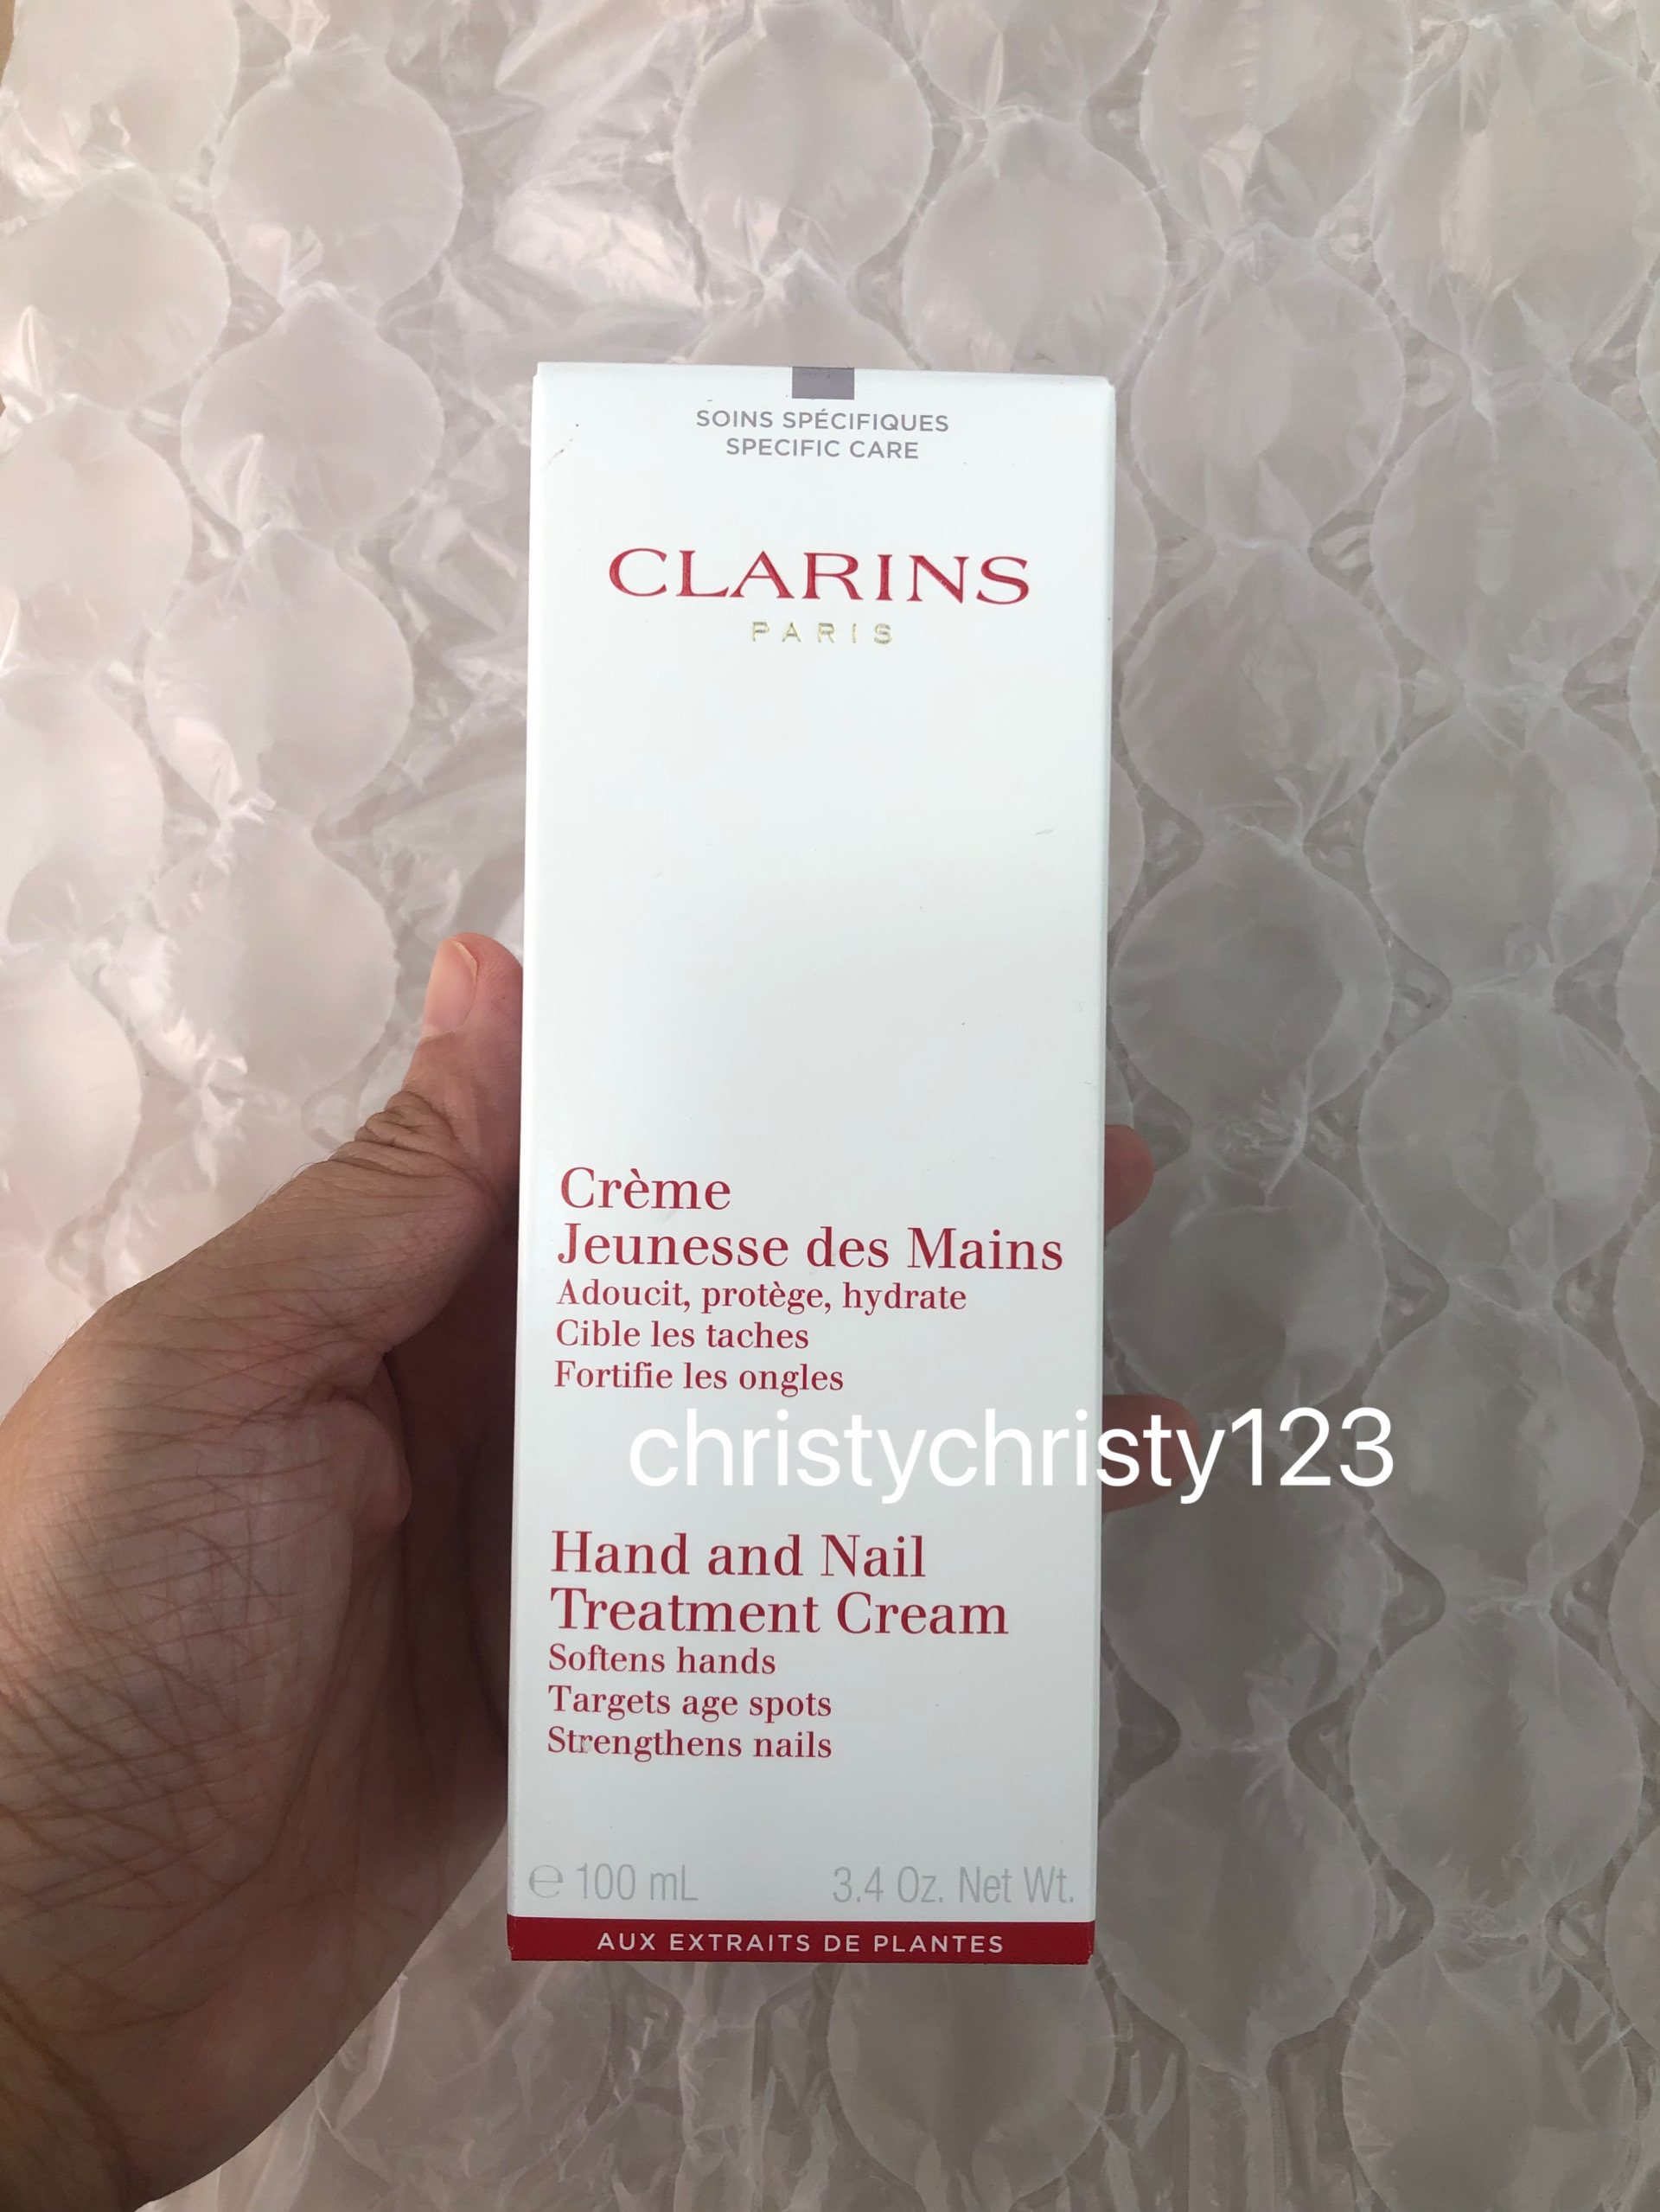 SOINS SPÉCIFIQUES
SPECIFIC CARE
CLARINS
PARIS
Crème
Jeunesse des Mains
Adoucit, protège, hydrate
Cible les taches
Fortifie les ongles
christychristy123
Hand and Nail
Treatment Cream
Softens hands
Targets age spots
Strengthens nails
℮ 100 mL 3.4 Oz. Net Wt.
AUX EXTRAITS DE PLANTES